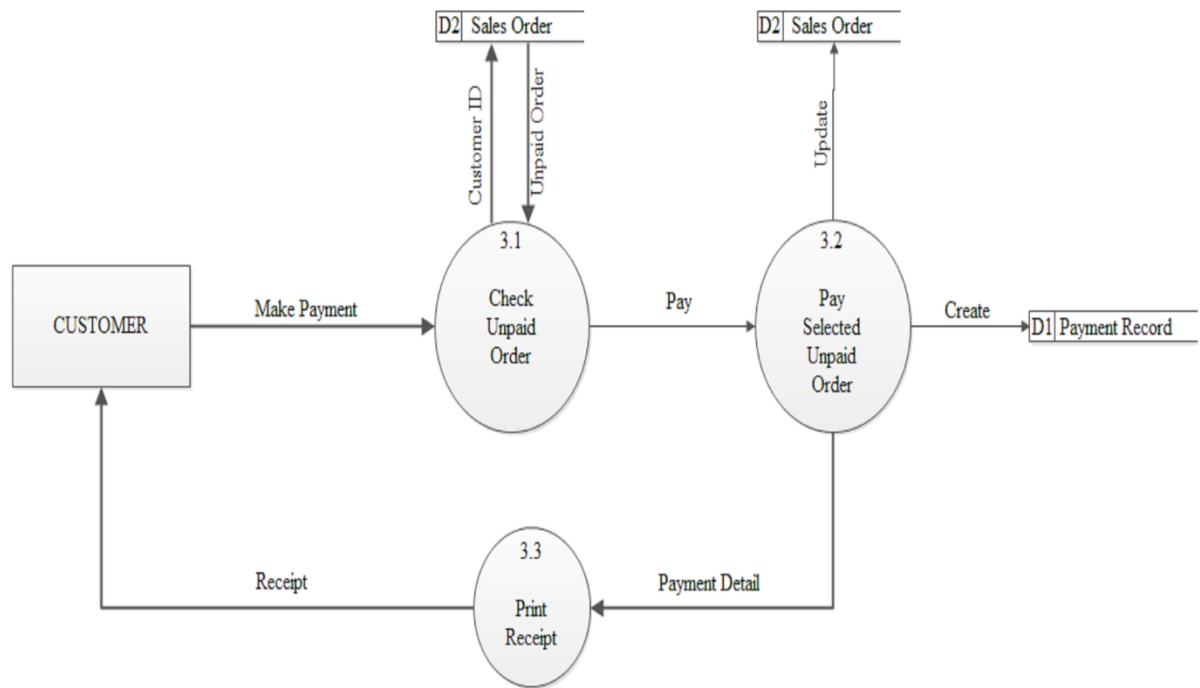 D2 Sales Order
D2 Sales Order
Customer ID
Unpaid Order
Update
3.1
Check
Unpaid
Order
3.2
Pay
Selected
Unpaid
Order
CUSTOMER
Make Payment
Pay
Create
D1 Payment Record
3.3
Print
Receipt
Receipt
Payment Detail